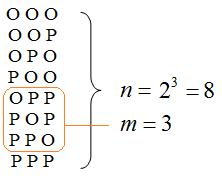 О О О
О О Р
О Р О
Р О О
О Р Р
Р О Р
Р Р О
Р Р Р
n = 2³ = 8
m = 3